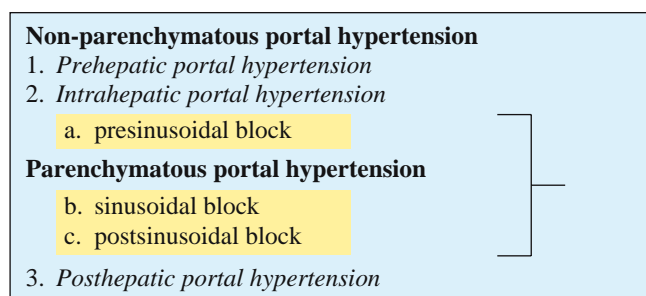 Non-parenchymatous portal hypertension
1. Prehepatic portal hypertension
2. Intrahepatic portal hypertension
a. presinusoidal block
Parenchymatous portal hypertension
b. sinusoidal block
c. postsinusoidal block
3. Posthepatic portal hypertension